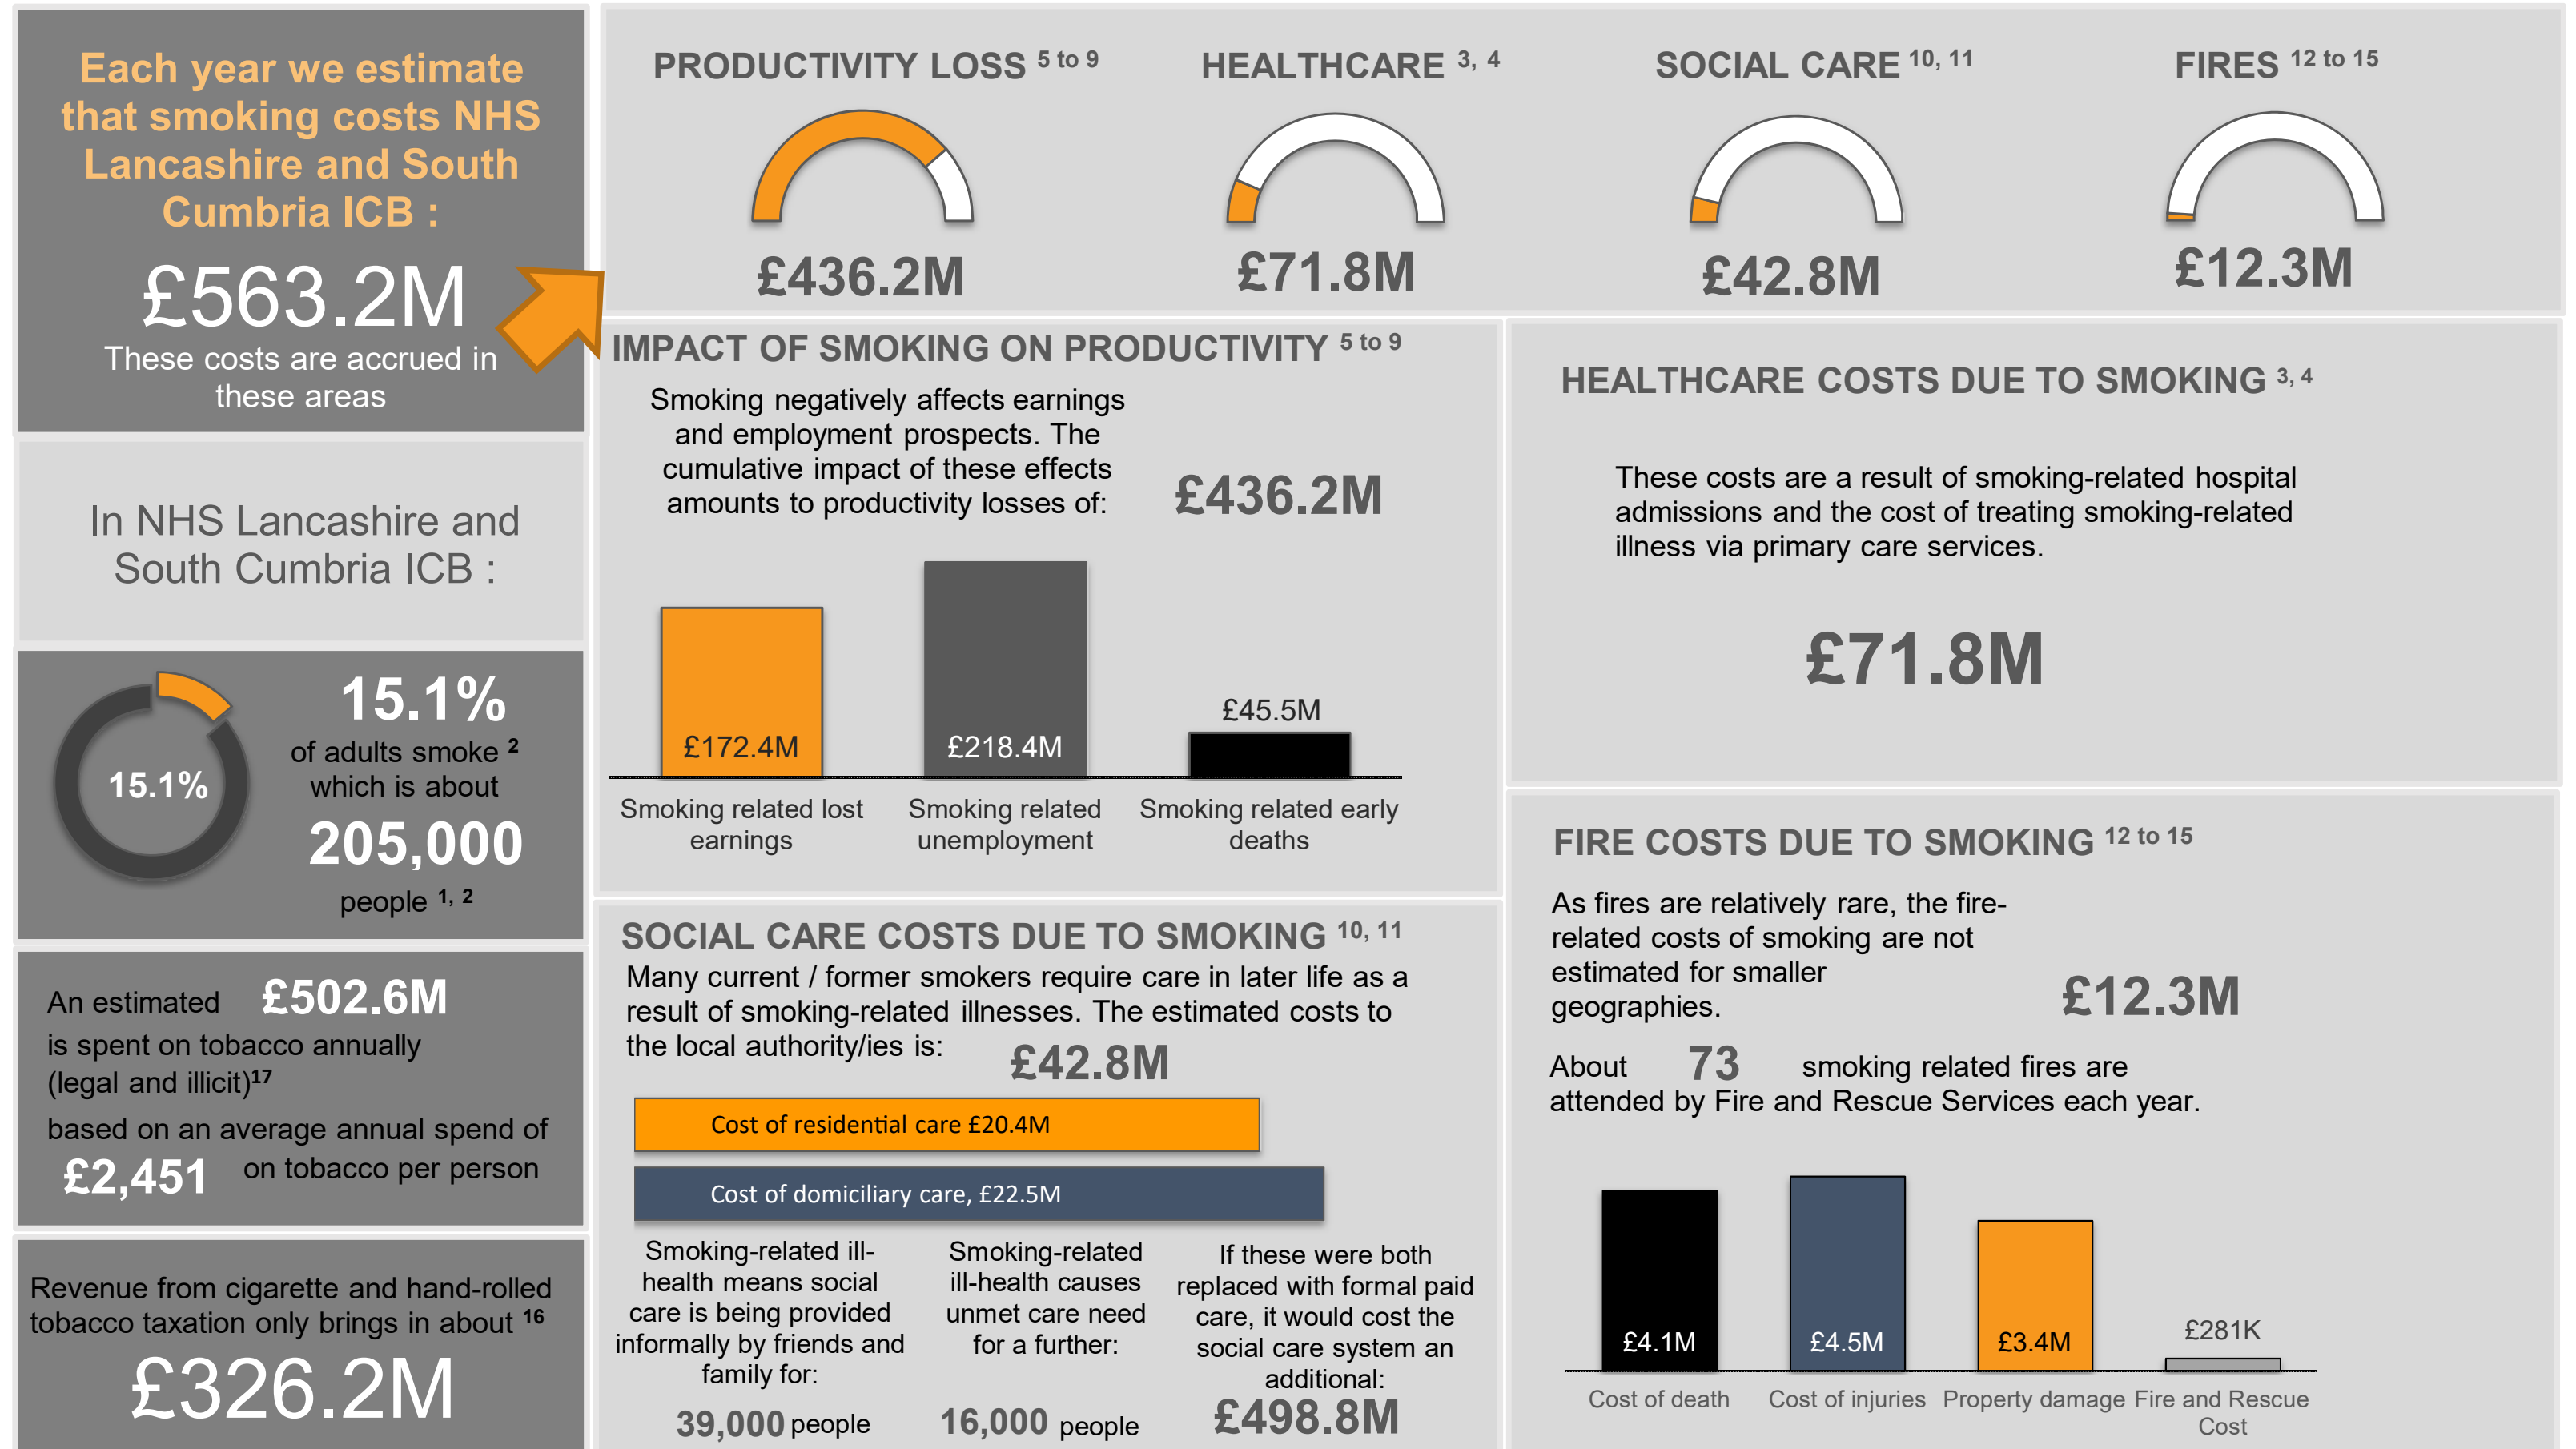 Each year we estimate
that smoking costs NHS
Lancashire and South
Cumbria ICB :
£563.2M
These costs are accrued in
these areas
PRODUCTIVITY LOSS 5 to 9
£436.2M
HEALTHCARE 3, 4
£71.8M
SOCIAL CARE 10, 11
£42.8M
FIRES 12 to 15
£12.3M
In NHS Lancashire and
South Cumbria ICB :
15.1%
15.1%
of adults smoke 2
which is about
205,000
people 1, 2
An estimated £502.6M
is spent on tobacco annually
(legal and illicit)17
based on an average annual spend of
£2,451 on tobacco per person
Revenue from cigarette and hand-rolled
tobacco taxation only brings in about 16
£326.2M
IMPACT OF SMOKING ON PRODUCTIVITY 5 to 9
Smoking negatively affects earnings
and employment prospects. The
cumulative impact of these effects
amounts to productivity losses of:
£436.2M
£172.4M
£218.4M
£45.5M
Smoking related lost
earnings
Smoking related
unemployment
Smoking related early
deaths
SOCIAL CARE COSTS DUE TO SMOKING 10, 11
Many current / former smokers require care in later life as a
result of smoking-related illnesses. The estimated costs to
the local authority/ies is:
£42.8M
Cost of residential care £20.4M
Cost of domiciliary care, £22.5M
Smoking-related ill-
health means social
care is being provided
informally by friends and
family for:
39,000 people
Smoking-related
ill-health causes
unmet care need
for a further:
16,000 people
If these were both
replaced with formal paid
care, it would cost the
social care system an
additional:
£498.8M
HEALTHCARE COSTS DUE TO SMOKING 3, 4
These costs are a result of smoking-related hospital
admissions and the cost of treating smoking-related
illness via primary care services.
£71.8M
FIRE COSTS DUE TO SMOKING 12 to 15
As fires are relatively rare, the fire-
related costs of smoking are not
estimated for smaller
geographies.
£12.3M
About 73 smoking related fires are
attended by Fire and Rescue Services each year.
£4.1M
£4.5M
£3.4M
£281K
Cost of death
Cost of injuries
Property damage
Fire and Rescue
Cost